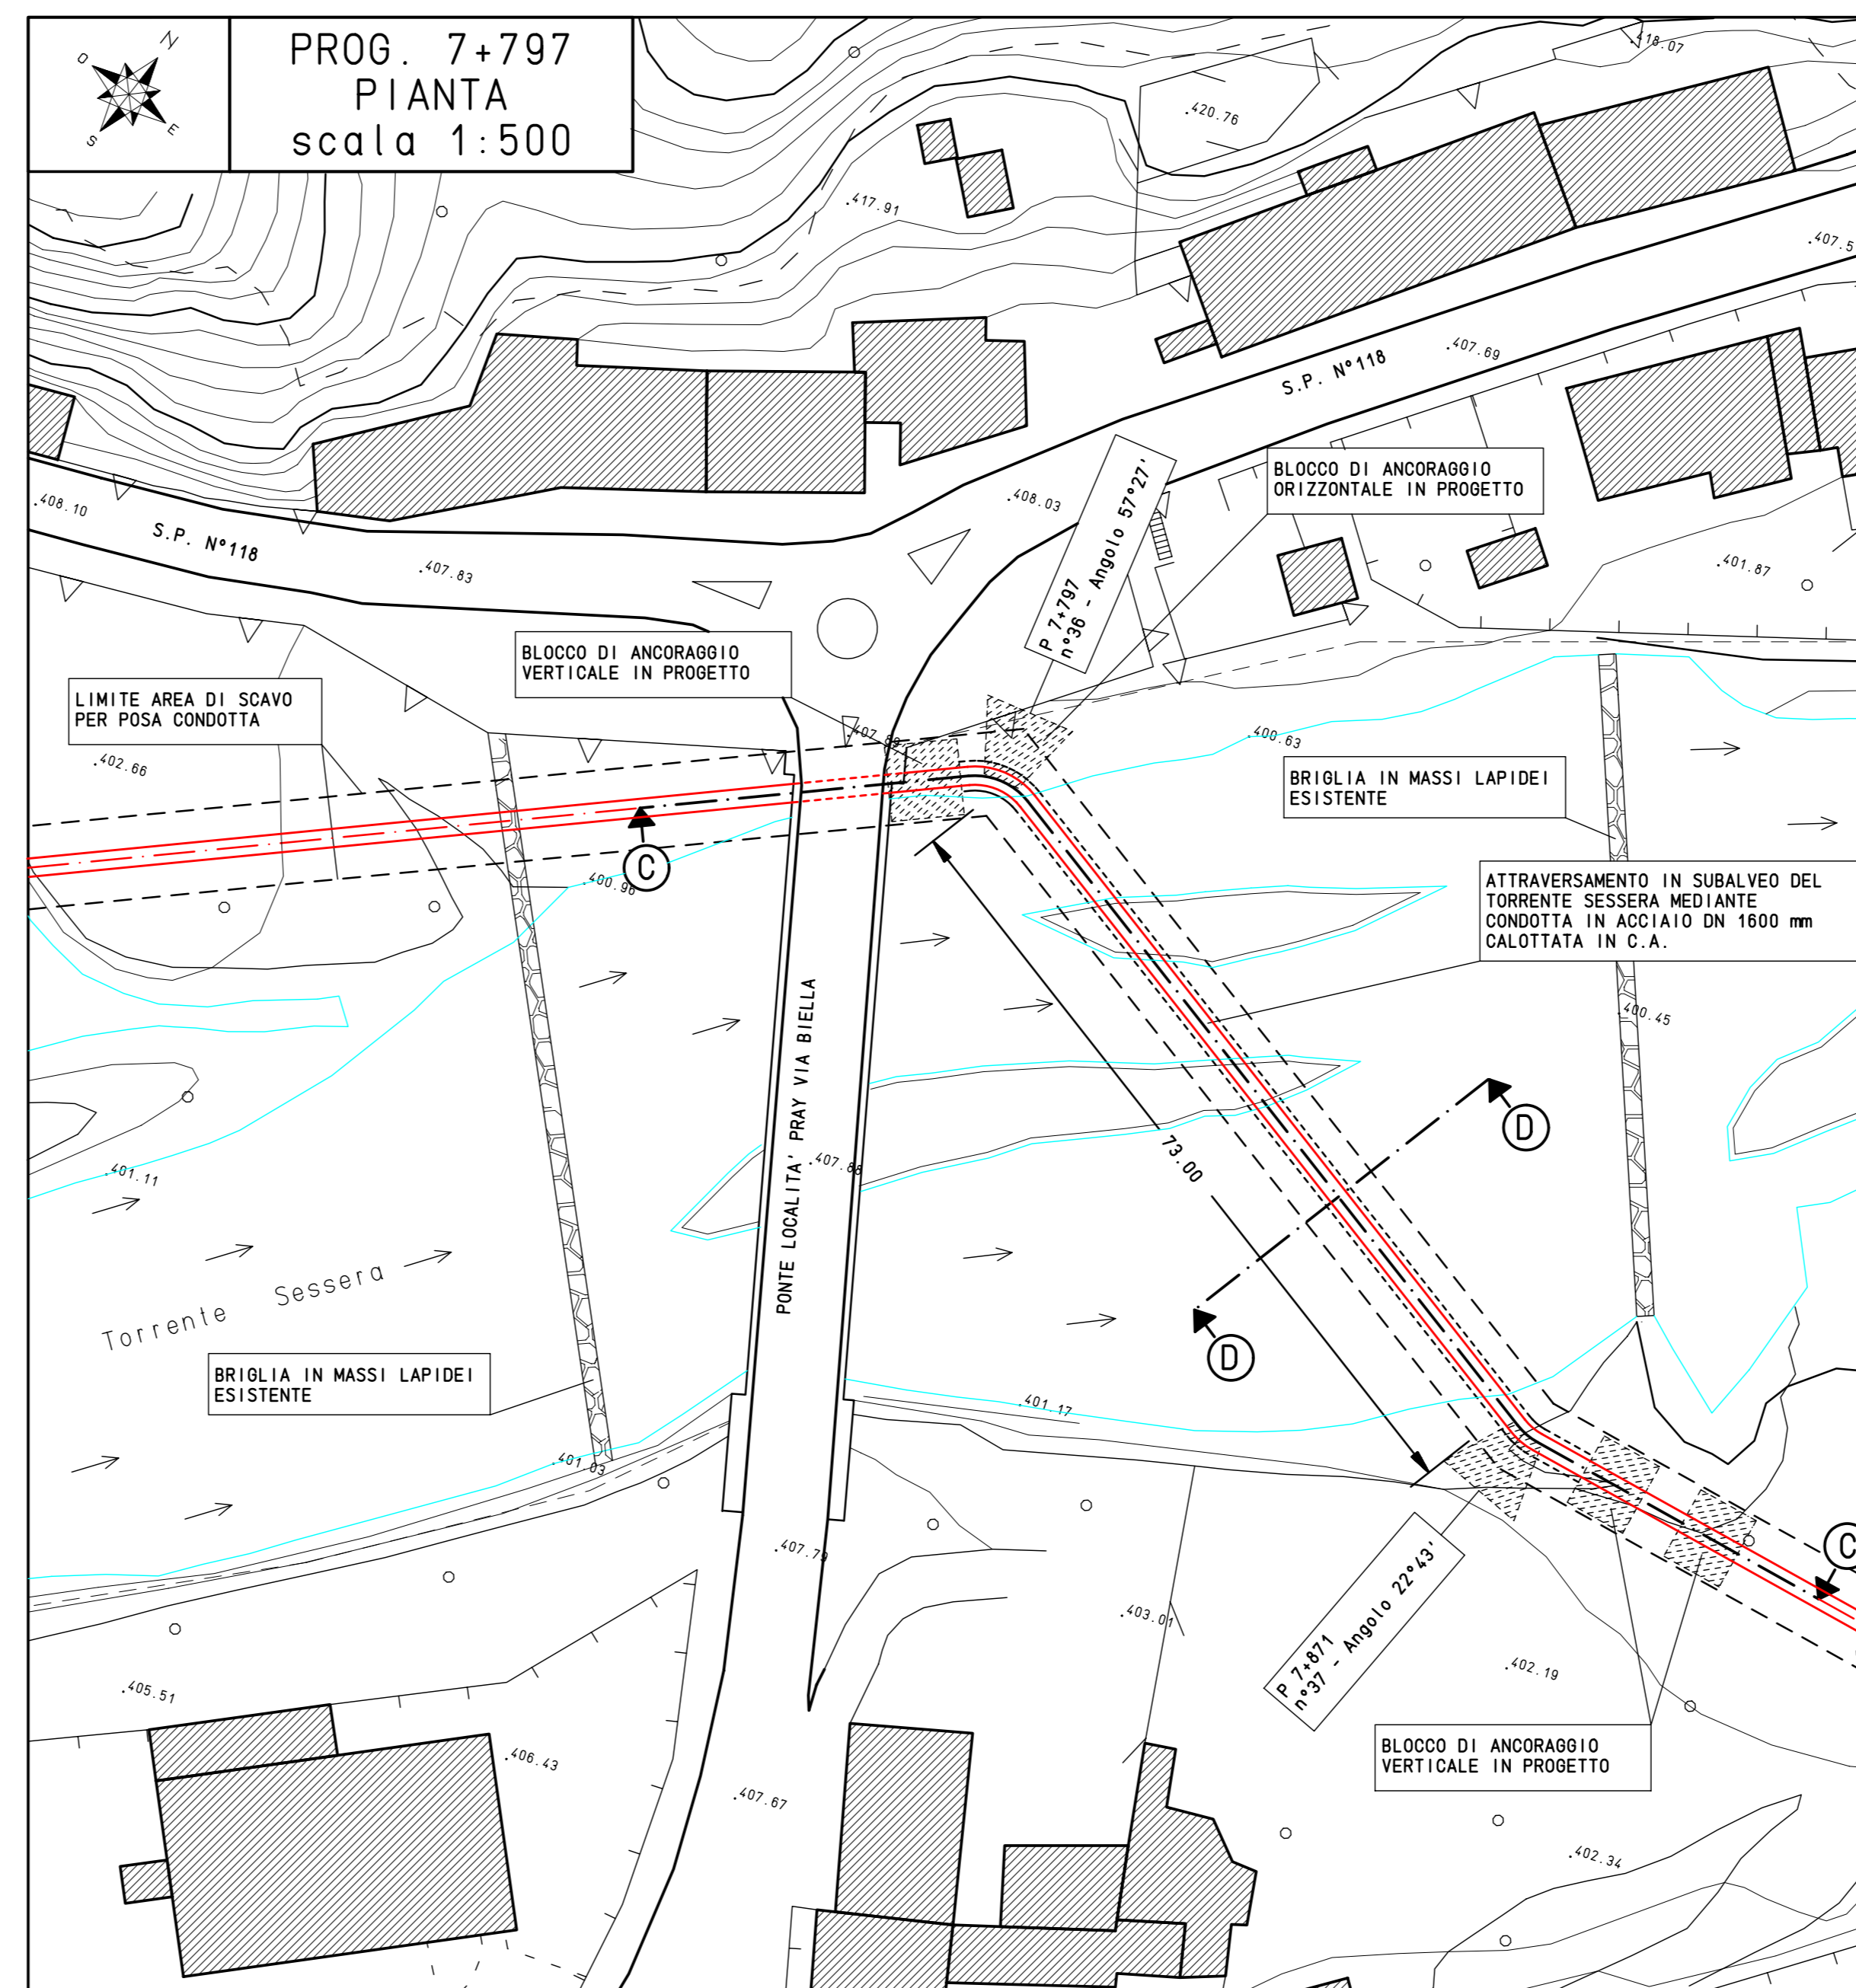 N
O
S
E
PROG. 7+797
PIANTA
scala 1:500
.418.07
.420.76
.417.91
.407.5
.407.69
S.P. N°118
BLOCCO DI ANCORAGGIO
ORIZZONTALE IN PROGETTO
.408.10
S.P. N°118
.408.03
.407.83
P 7+797
n°36 - Angolo 57°27'
.401.87
BLOCCO DI ANCORAGGIO
VERTICALE IN PROGETTO
LIMITE AREA DI SCAVO
PER POSA CONDOTTA
.402.66
.400.63
BRIGLIA IN MASSI LAPIDEI
ESISTENTE
C
.400.96
ATTRAVERSAMENTO IN SUBALVEO DEL
TORRENTE SESSERA MEDIANTE
CONDOTTA IN ACCIAIO DN 1600 mm
CALOTTATA IN C.A.
.400.45
PONTE LOCALITA' PRAY VIA BIELLA
.407.88
73.00
D
.401.11
Torrente Sessera
D
BRIGLIA IN MASSI LAPIDEI
ESISTENTE
.401.17
.401.03
.407.79
C
P 7+871
n°37 - Angolo 22°43'
.403.01
.402.19
.405.51
.406.43
.407.67
BLOCCO DI ANCORAGGIO
VERTICALE IN PROGETTO
.402.34